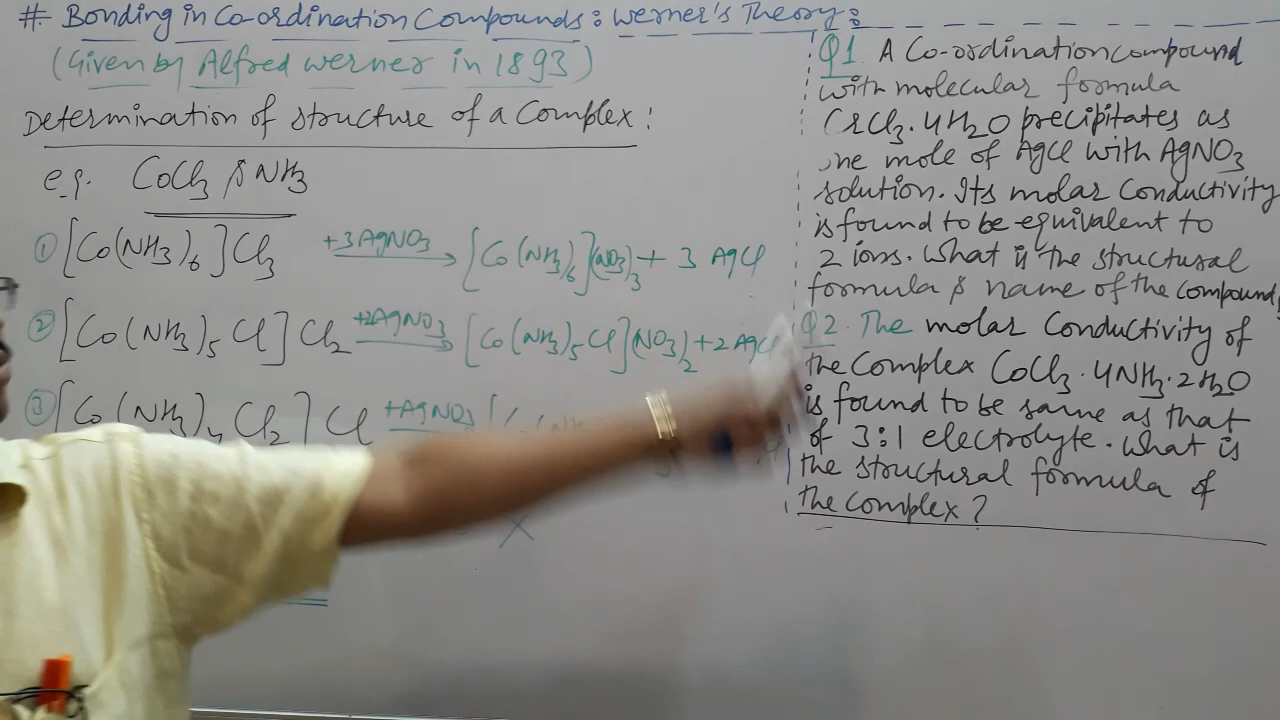 # Bonding in Co-ordination Compounds: Werner's Theory:
(Given by Alfred Werner in 1893)
Determination of structure of a Complex:
e.g. CoCl3 & NH3
① [Co(NH3)6]Cl3 +3AgNO3 → [Co(NH3)6](NO3)3 + 3 AgCl
② [Co(NH3)5 Cl] Cl2 +2AgNO3 → [Co(NH3)5 Cl](NO3)2 + 2 AgCl
③ [Co(NH3)4 Cl2] Cl +AgNO3
X
Q1. A Co-ordination compound
with molecular formula
CrCl3.4H2O precipitates as
one mole of AgCl with AgNO3
solution. Its molar Conductivity
is found to be equivalent to
2 ions. What is the structural
formula & name of the compound?
Q2. The molar Conductivity of
the Complex CoCl3.4NH3.2H2O
is found to be same as that
of 3:1 electrolyte. What is
the structural formula of
the Complex?